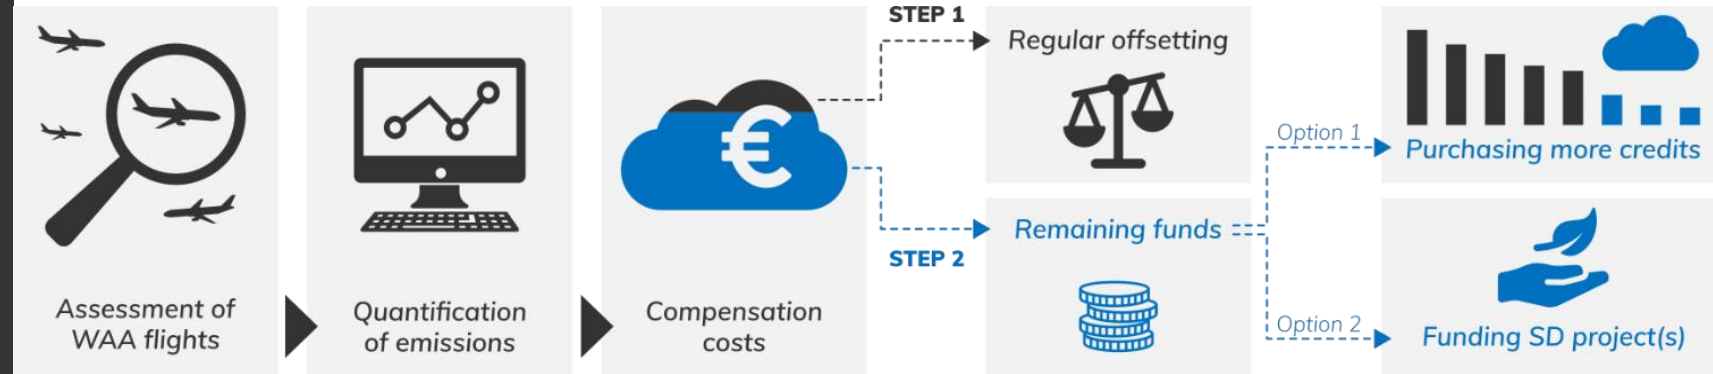 Assessment of
WAA flights
Quantification
of emissions
€
Compensation
costs
STEP 1
Regular offsetting
STEP 2
Remaining funds
Option 1
Purchasing more credits
Option 2
Funding SD project(s)